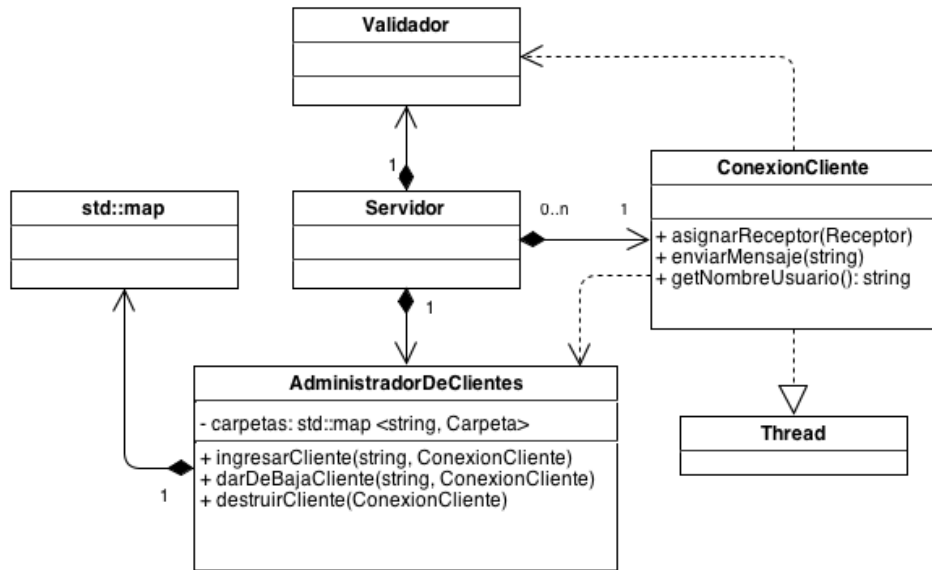 Validador
1
ConexionCliente
+ asignarReceptor(Receptor)
+ enviarMensaje(string)
+ getNombreUsuario(): string
std::map
Servidor
0..n
1
1
AdministradorDeClientes
- carpetas: std::map <string, Carpeta>
+ ingresarCliente(string, ConexionCliente)
+ darDeBajaCliente(string, ConexionCliente)
+ destruirCliente(ConexionCliente)
1
Thread